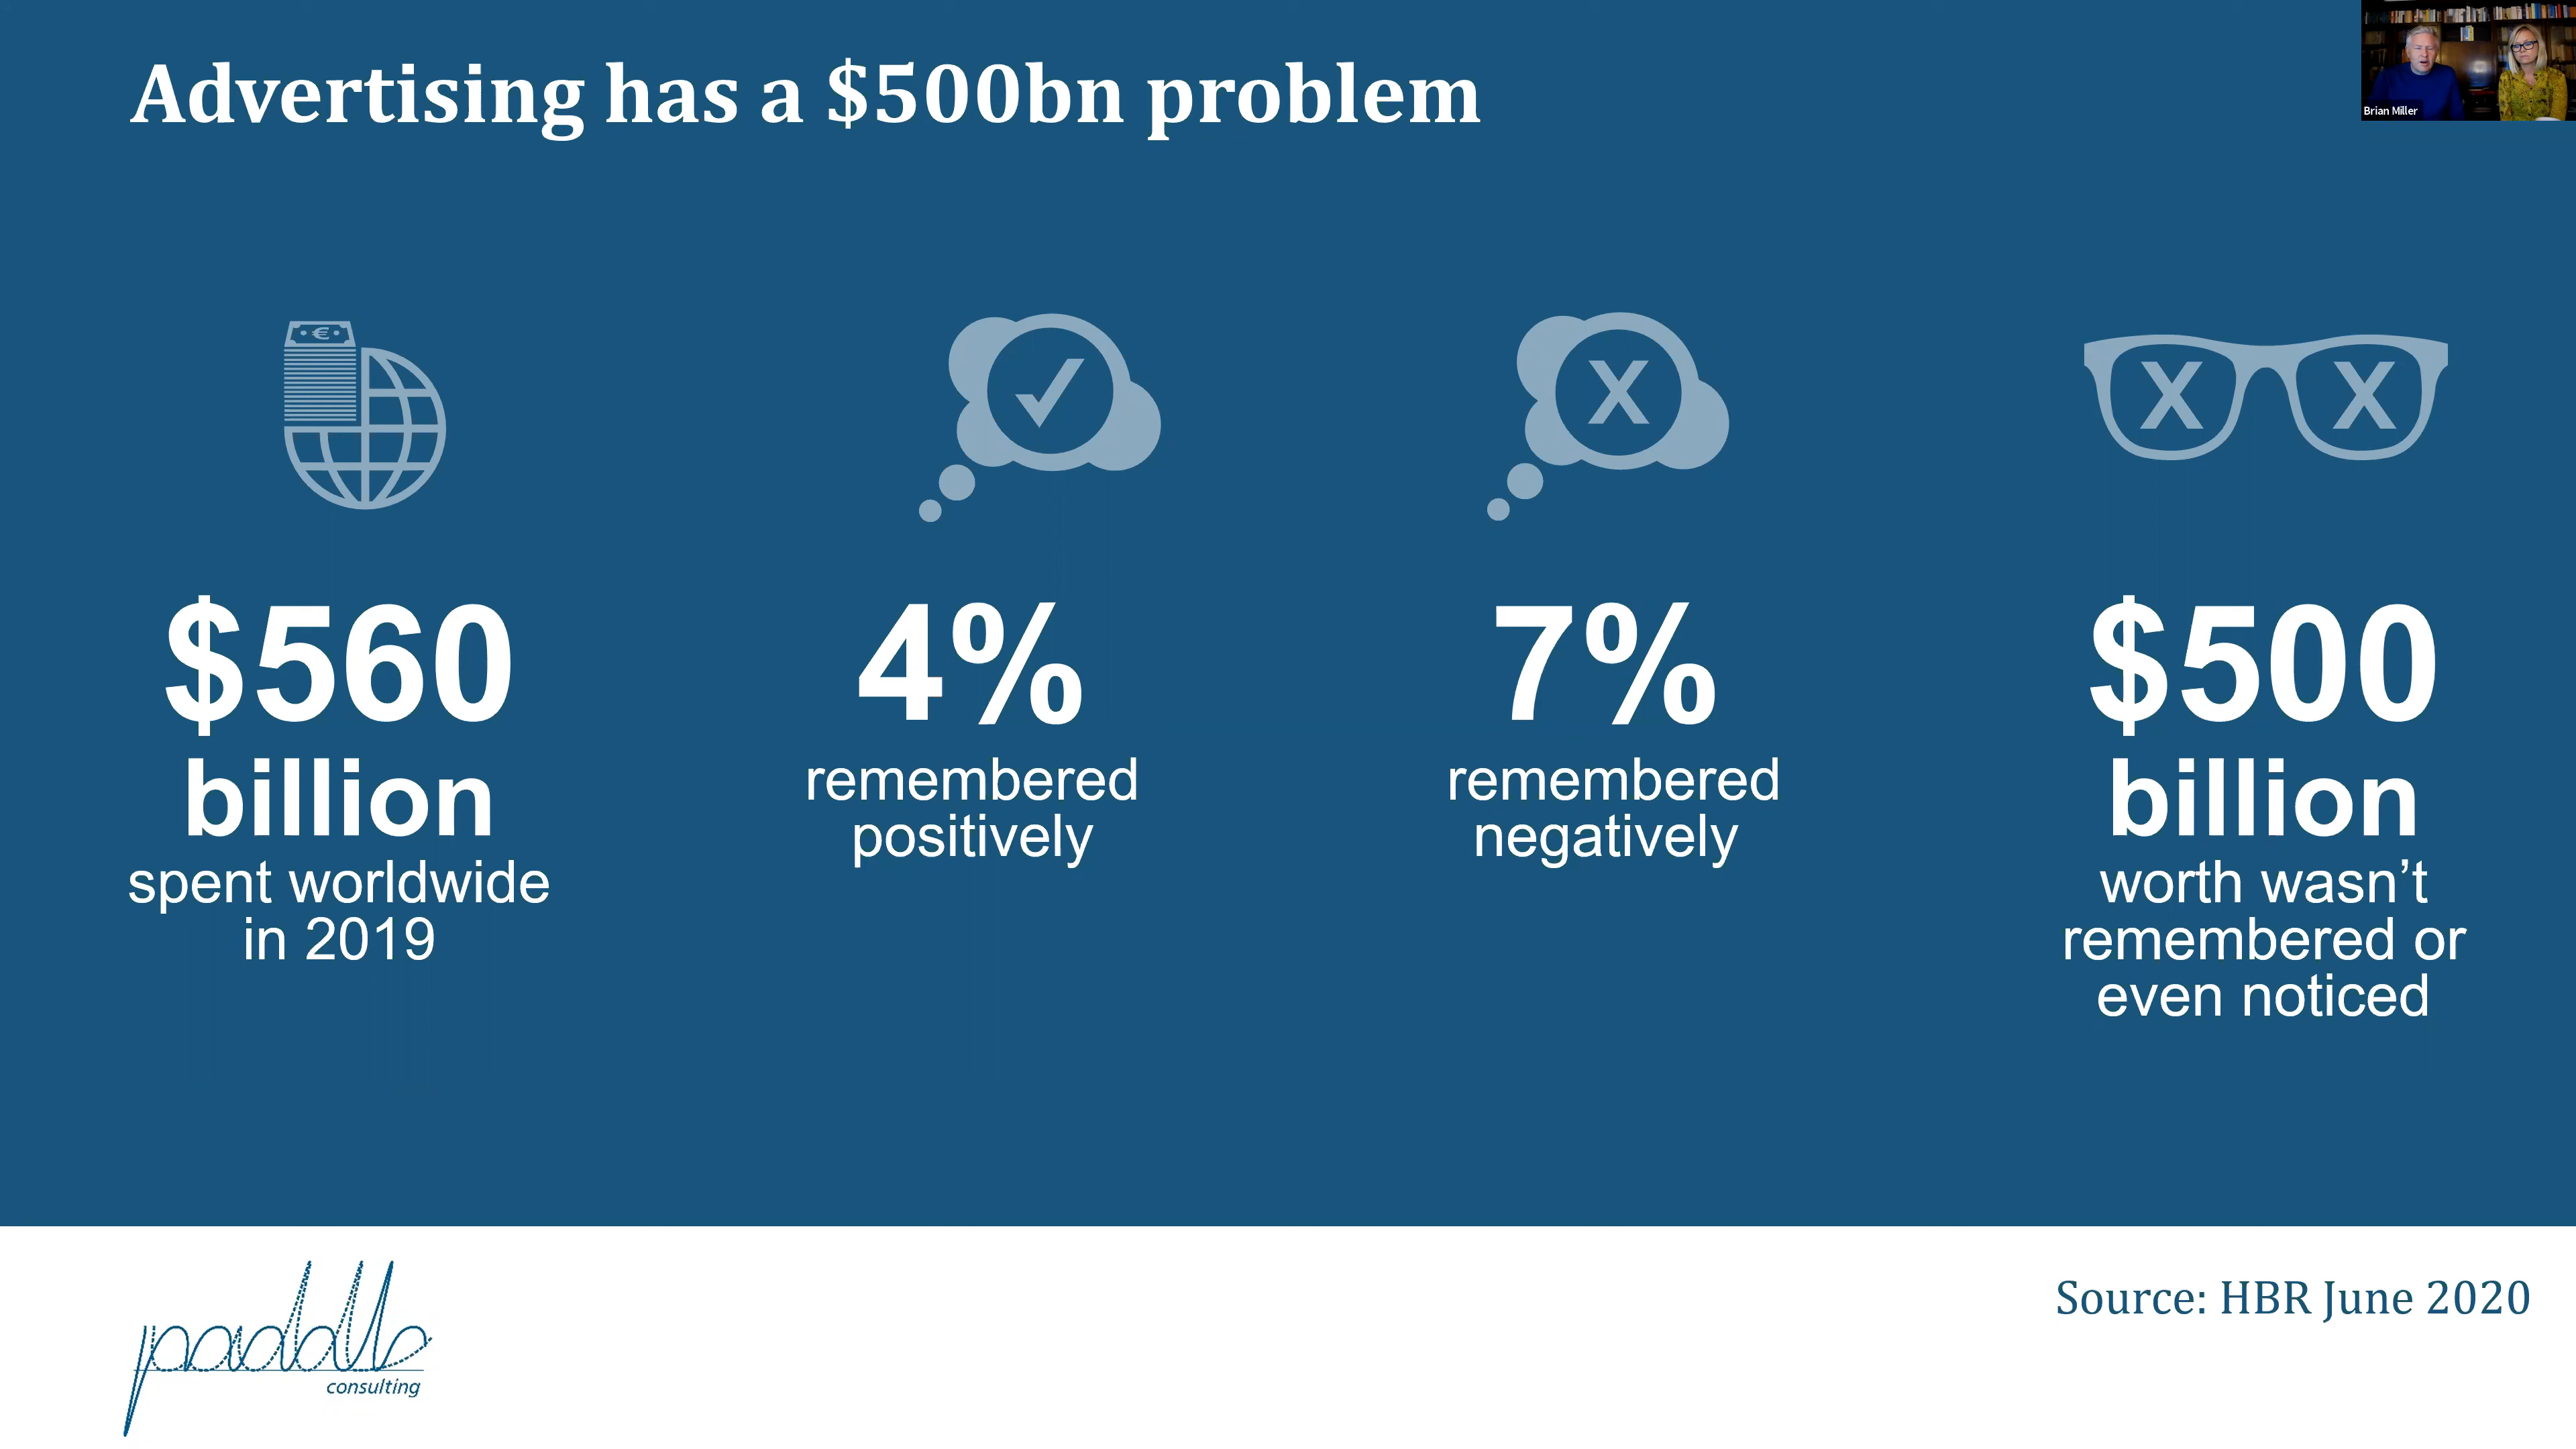 Advertising has a $500bn problem
Brian Miller
€
✓
X
X X
$560
billion
spent worldwide
in 2019
4%
remembered
positively
7%
remembered
negatively
$500
billion
worth wasn’t
remembered or
even noticed
paddle
consulting
Source: HBR June 2020